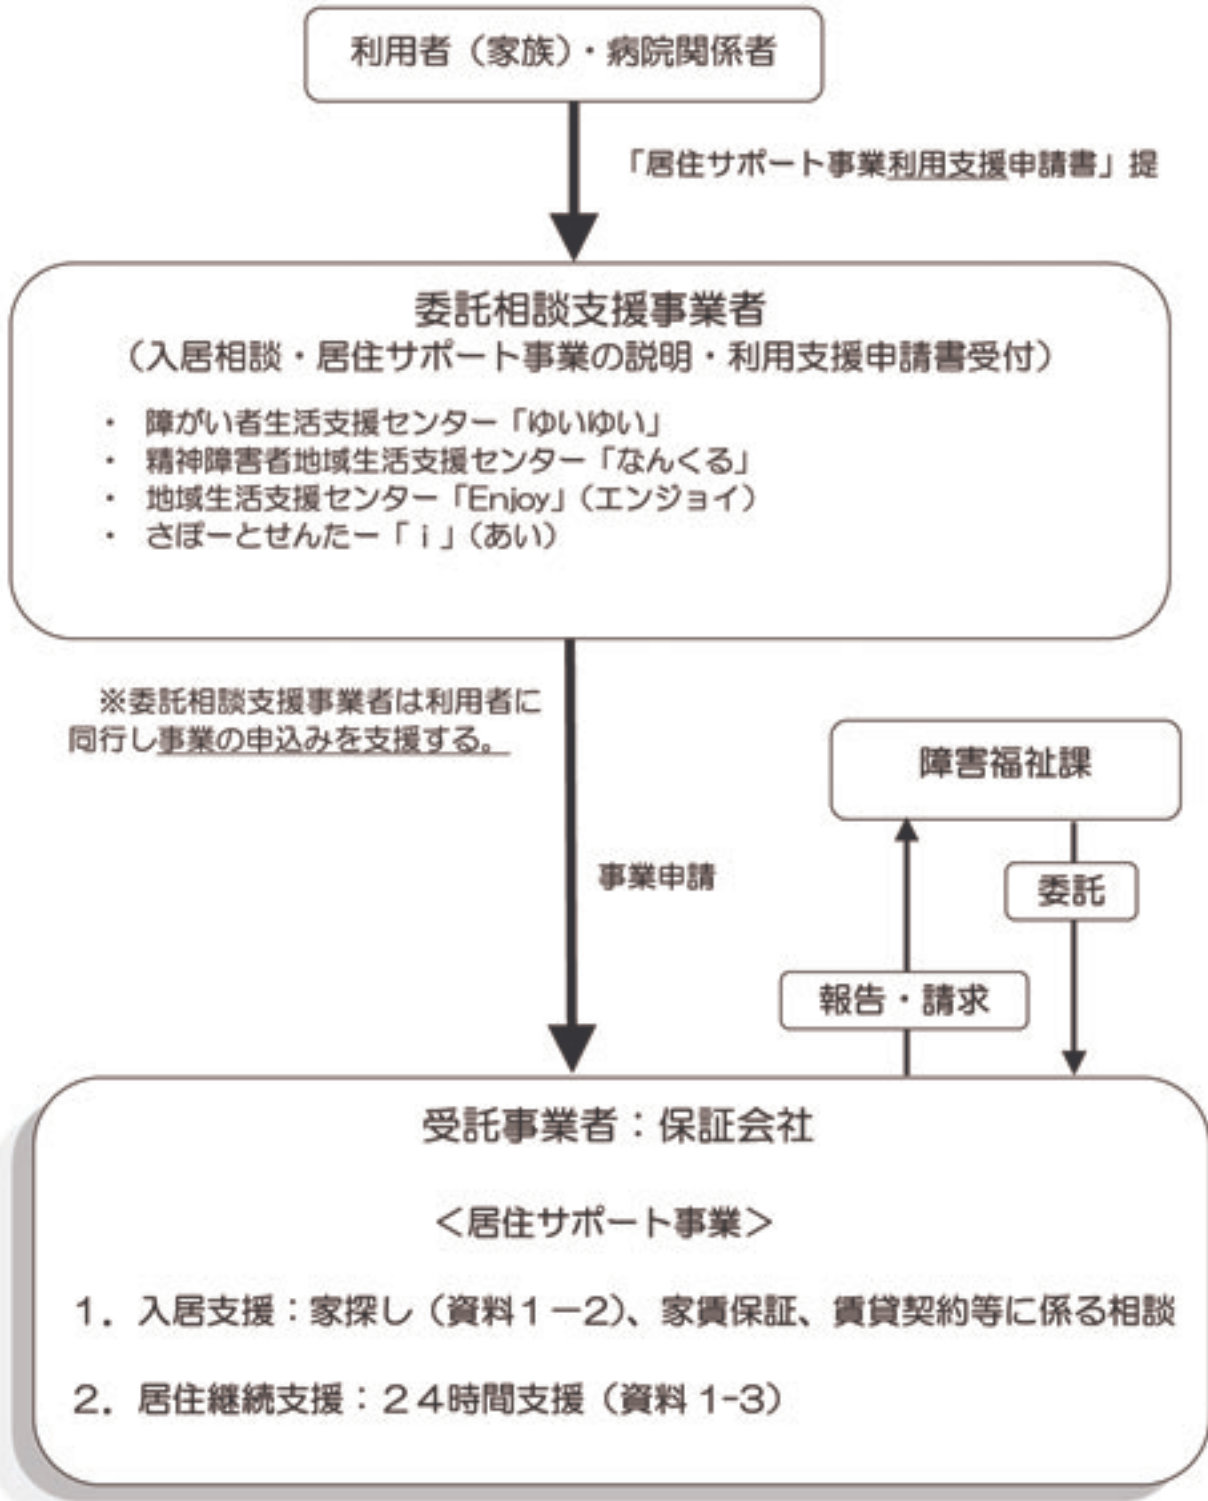 利用者（家族）・病院関係者
「居住サポート事業利用支援申請書」提
委託相談支援事業者
（入居相談・居住サポート事業の説明・利用支援申請書受付）
・ 障がい者生活支援センター「ゆいゆい」
・ 精神障害者地域生活支援センター「なんくる」
・ 地域生活支援センター「Enjoy」（エンジョイ）
・ さぽーとせんたー「ｉ」（あい）
※委託相談支援事業者は利用者に
同行し事業の申込みを支援する。
障害福祉課
事業申請
委託
報告・請求
受託事業者：保証会社
＜居住サポート事業＞
１．入居支援：家探し（資料１－２）、家賃保証、賃貸契約等に係る相談
２．居住継続支援：２４時間支援（資料 1-3）